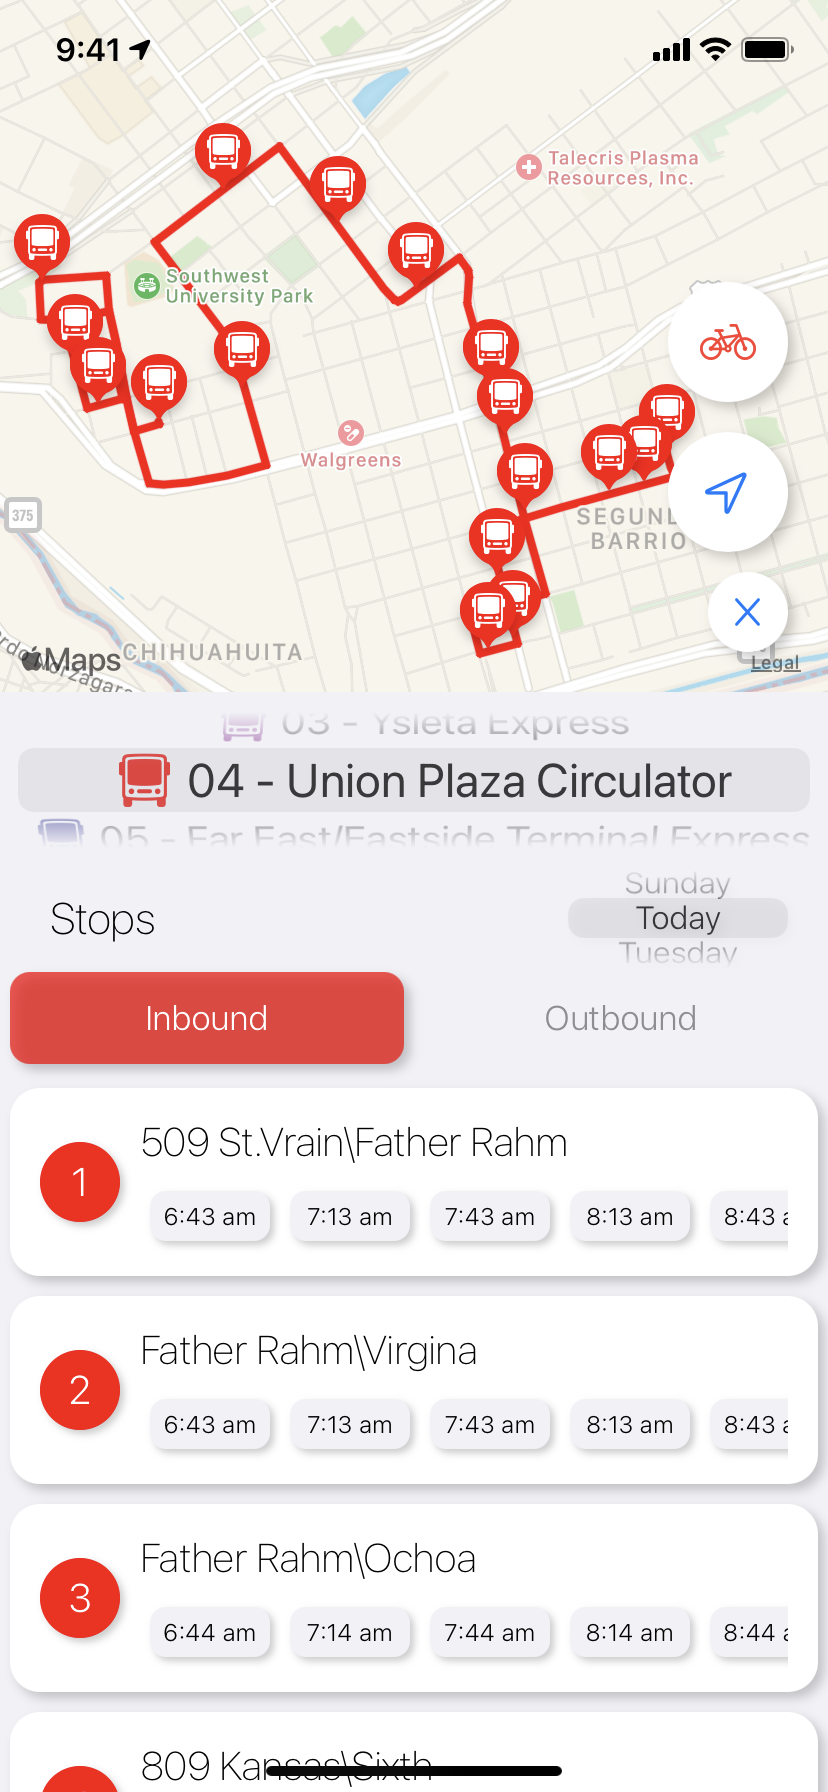 9:41
Talecris Plasma
Resources, Inc.
Southwest
University Park
Walgreens
375
SEGUN
BARRIO
CHIHUAHUITA
Maps
Legal
03 - Ysleta Express
04 - Union Plaza Circulator
05 - Far East/Eastside Terminal Express
Sunday
Stops
Today
Tuesday
Inbound
Outbound
509 St.Vrain\Father Rahm
1
6:43 am
7:13 am
7:43 am
8:13 am
8:43 a
Father Rahm\Virgina
2
6:43 am
7:13 am
7:43 am
8:13 am
8:43 a
Father Rahm\Ochoa
3
6:44 am
7:14 am
7:44 am
8:14 am
8:44 a
809 Kansas\Sixth